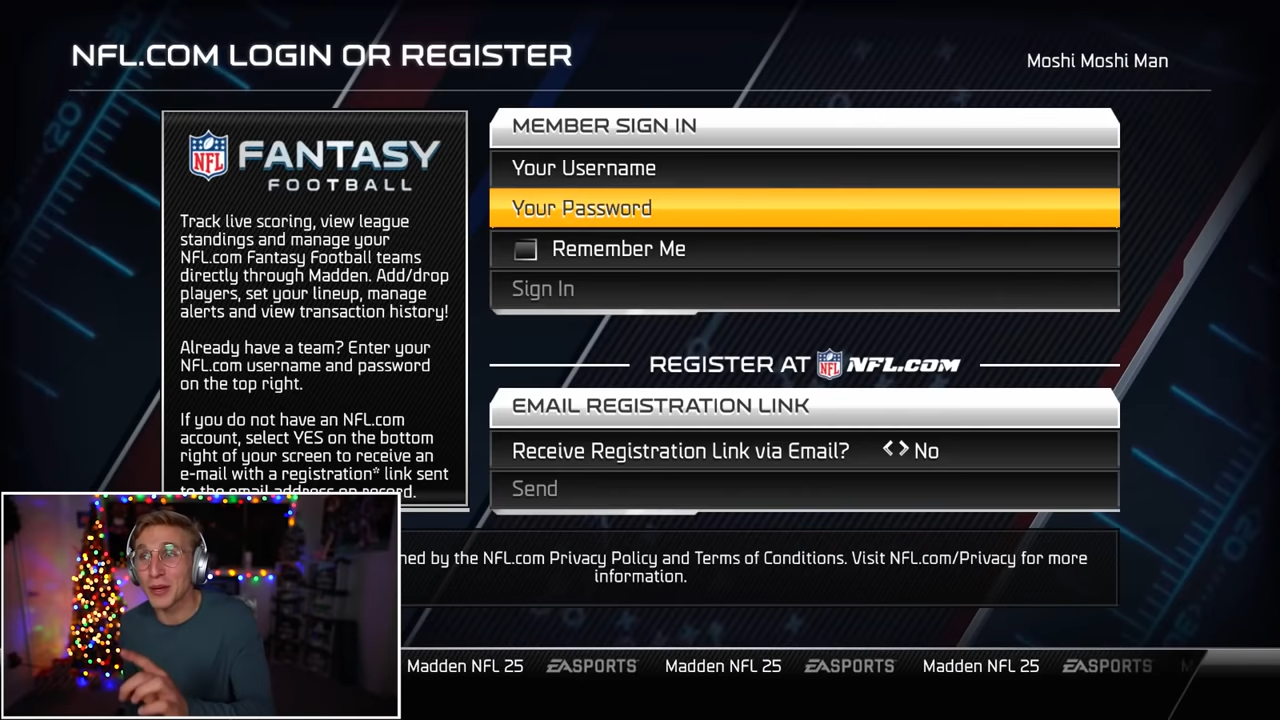 NFL.COM LOGIN OR REGISTER
Moshi Moshi Man
NFL
FANTASY
FOOTBALL
Track live scoring, view league
standings and manage your
NFL.com Fantasy Football teams
directly through Madden. Add/drop
players, set your lineup, manage
alerts and view transaction history!
Already have a team? Enter your
NFL.com username and password
on the top right.
If you do not have an NFL.com
account, select YES on the bottom
right of your screen to receive an
e-mail with a registration* link sent
to the email address on record.
MEMBER SIGN IN
Your Username
Your Password
Remember Me
Sign In
REGISTER AT NFL NFL.COM
EMAIL REGISTRATION LINK
Receive Registration Link via Email? <> No
Send
by the NFL.com Privacy Policy and Terms of Conditions. Visit NFL.com/Privacy for more
information.
Madden NFL 25 EA SPORTS Madden NFL 25 EA SPORTS Madden NFL 25 EA SPORTS